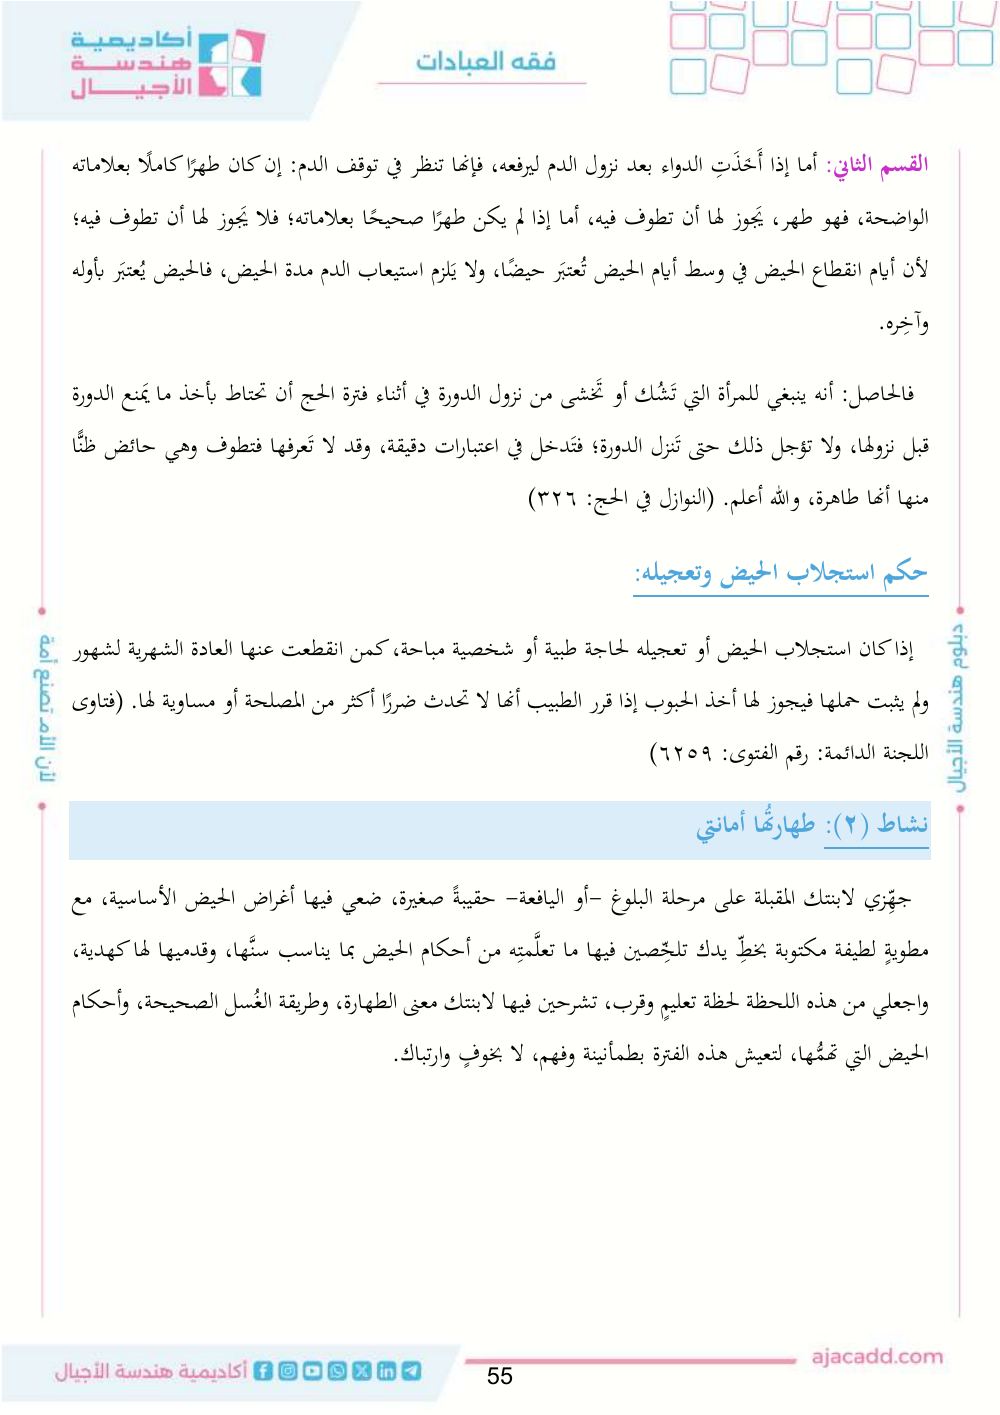 أكاديمية
هندسة
الأجيال
فقه العبادات
القسم الثاني: أما إذا أَخَذَتِ الدواء بعد نزول الدم ليرفعه، فإنها تنظر في توقف الدم: إن كان طهرًا كاملًا بعلاماته
الواضحة، فهو طهر، يَجوز لها أن تطوف فيه، أما إذا لم يكن طهرًا صحيحًا بعلاماته؛ فلا يَجوز لها أن تطوف فيه؛
لأن أيام انقطاع الحيض في وسط أيام الحيض تُعتبَر حيضًا، ولا يَلزم استيعاب الدم مدة الحيض، فالحيض يُعتبَر بأوله
وآخِره.
فالحاصل: أنه ينبغي للمرأة التي تَشُك أو تَخشى من نزول الدورة في أثناء فترة الحج أن تحتاط بأخذ ما يَمنع الدورة
قبل نزولها، ولا تؤجل ذلك حتى تَنزل الدورة؛ فتَدخل في اعتبارات دقيقة، وقد لا تَعرفها فتطوف وهي حائض ظنًّا
منها أنها طاهرة، والله أعلم. (النوازل في الحج: ٣٢٦)
حكم استجلاب الحيض وتعجيله:
إذا كان استجلاب الحيض أو تعجيله لحاجة طبية أو شخصية مباحة، كمن انقطعت عنها العادة الشهرية لشهور
ولم يثبت حملها فيجوز لها أخذ الحبوب إذا قرر الطبيب أنها لا تحدث ضررًا أكثر من المصلحة أو مساوية لها. (فتاوى
اللجنة الدائمة: رقم الفتوى: ٦٢٥٩)
نشاط (٢): طهارتُها أمانتي
جهِّزي لابنتك المقبلة على مرحلة البلوغ –أو اليافعة– حقيبةً صغيرة، ضعي فيها أغراض الحيض الأساسية، مع
مطويةٍ لطيفة مكتوبة بخطِّ يدك تلخِّصين فيها ما تعلَّمتِه من أحكام الحيض بما يناسب سنَّها، وقدميها لها كهدية،
واجعلي من هذه اللحظة لحظة تعليمٍ وقرب، تشرحين فيها لابنتك معنى الطهارة، وطريقة الغُسل الصحيحة، وأحكام
الحيض التي تهمُّها، لتعيش هذه الفترة بطمأنينة وفهم، لا بخوفٍ وارتباك.
دبلوم هندسة الأجيال
لأن الأم تصنع أمة
ajacadd.com
55
أكاديمية هندسة الأجيال